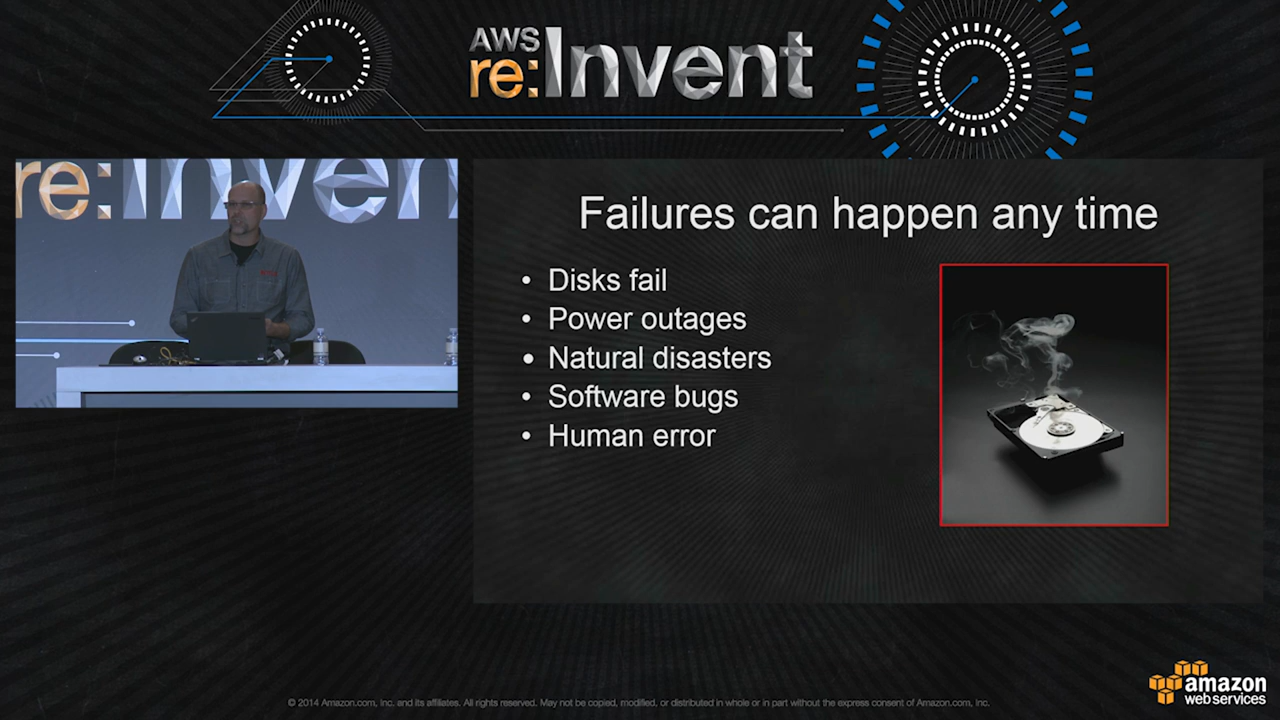 AWS
re:Invent
re:Inven
Failures can happen any time
• Disks fail
• Power outages
• Natural disasters
• Software bugs
• Human error
© 2014 Amazon.com, Inc. and its affiliates. All rights reserved. May not be copied, modified, or distributed in whole or in part without the express consent of Amazon.com, Inc.
amazon
web services